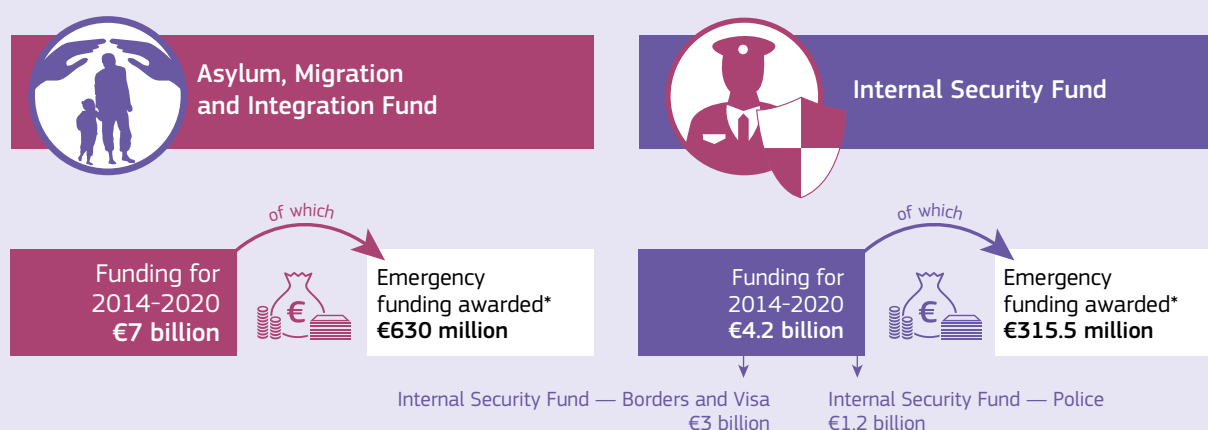 Asylum, Migration
and Integration Fund
of which
Funding for
2014-2020
€7 billion
€
Emergency
funding awarded*
€630 million
Internal Security Fund
of which
Funding for
2014-2020
€4.2 billion
€
Emergency
funding awarded*
€315.5 million
Internal Security Fund — Borders and Visa
€3 billion
Internal Security Fund — Police
€1.2 billion